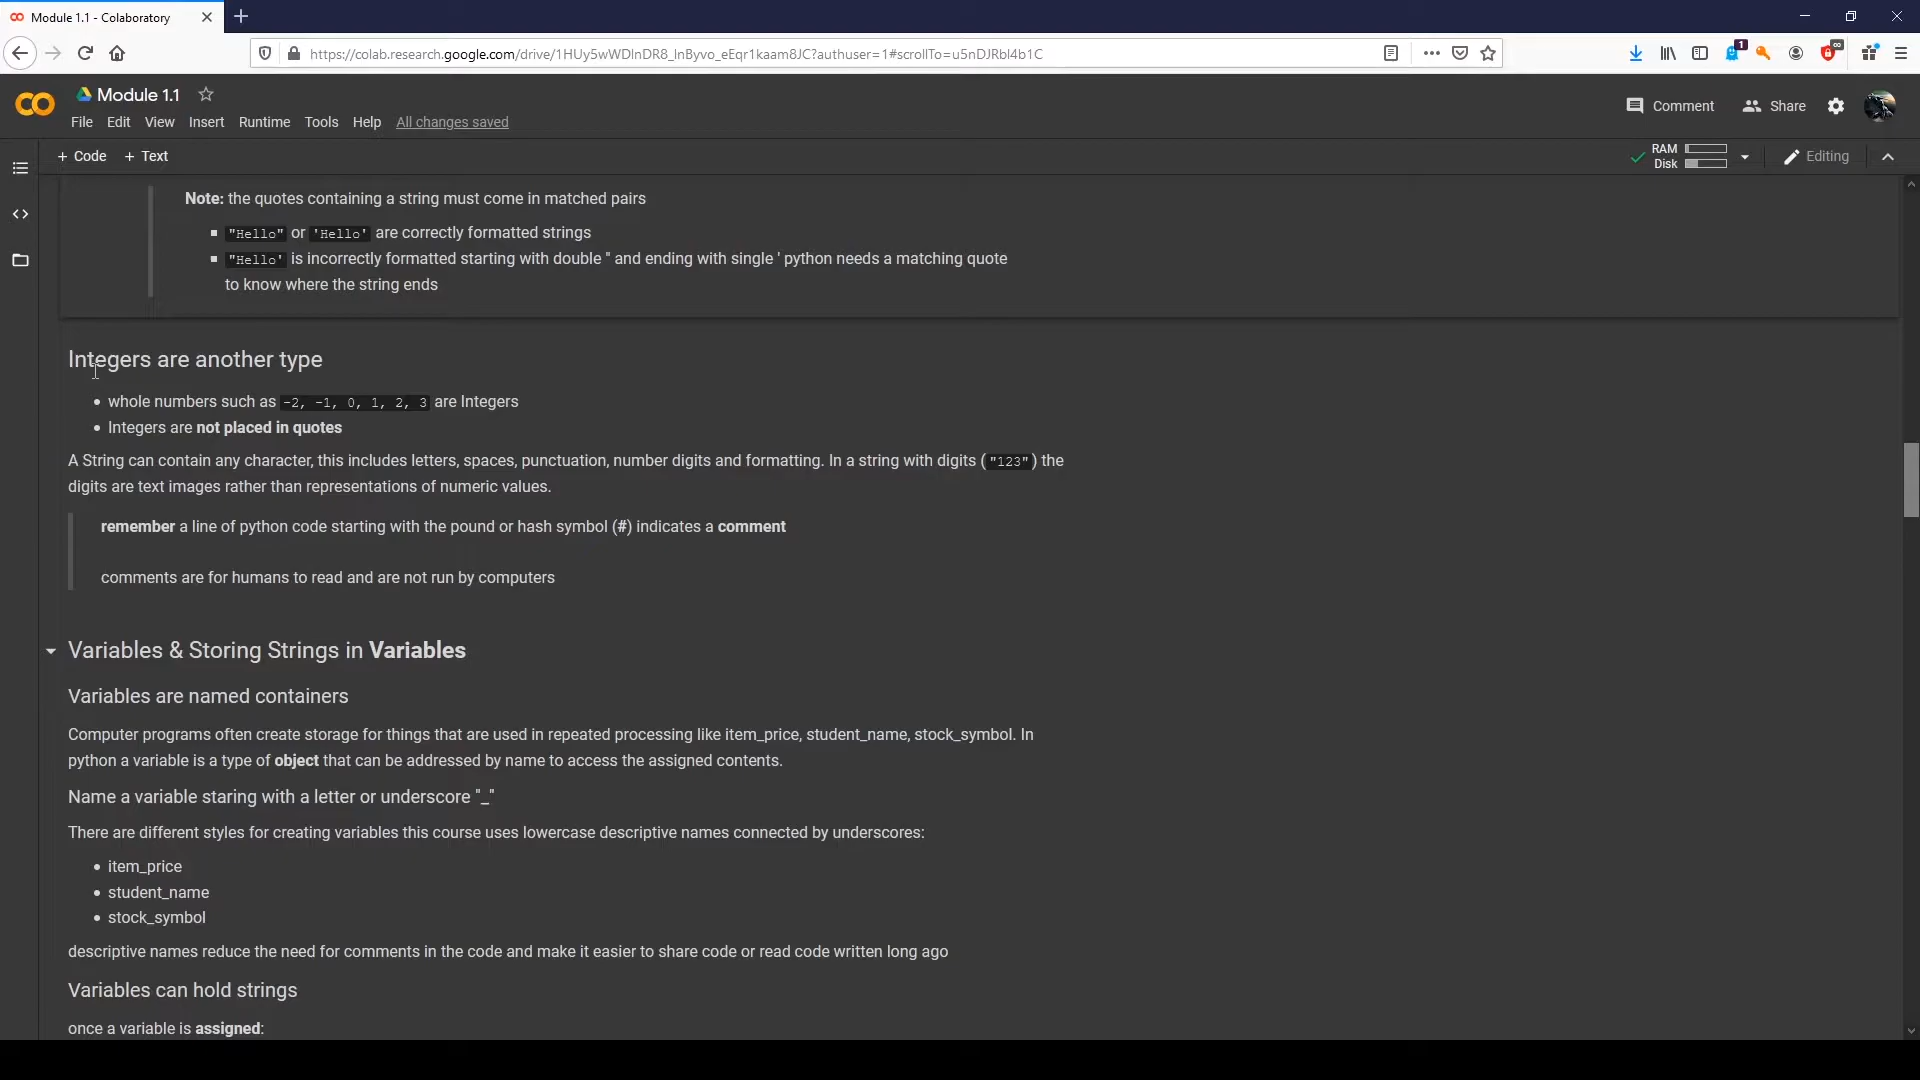 Module 1.1 - Colaboratory
https://colab.research.google.com/drive/1HUy5wWDlnDR8_lnByvo_eEqr1kaam8JC?authuser=1#scrollTo=u5nDJRbl4b1C
1
∞
Module 1.1
Comment
Share
File Edit View Insert Runtime Tools Help All changes saved
+ Code + Text
RAM
Disk
Editing
Note: the quotes containing a string must come in matched pairs
"Hello" or 'Hello' are correctly formatted strings
"Hello' is incorrectly formatted starting with double " and ending with single ' python needs a matching quote
to know where the string ends
Integers are another type
whole numbers such as -2, -1, 0, 1, 2, 3 are Integers
Integers are not placed in quotes
A String can contain any character, this includes letters, spaces, punctuation, number digits and formatting. In a string with digits ("123") the
digits are text images rather than representations of numeric values.
remember a line of python code starting with the pound or hash symbol (#) indicates a comment
comments are for humans to read and are not run by computers
Variables & Storing Strings in Variables
Variables are named containers
Computer programs often create storage for things that are used in repeated processing like item_price, student_name, stock_symbol. In
python a variable is a type of object that can be addressed by name to access the assigned contents.
Name a variable staring with a letter or underscore "_"
There are different styles for creating variables this course uses lowercase descriptive names connected by underscores:
item_price
student_name
stock_symbol
descriptive names reduce the need for comments in the code and make it easier to share code or read code written long ago
Variables can hold strings
once a variable is assigned: